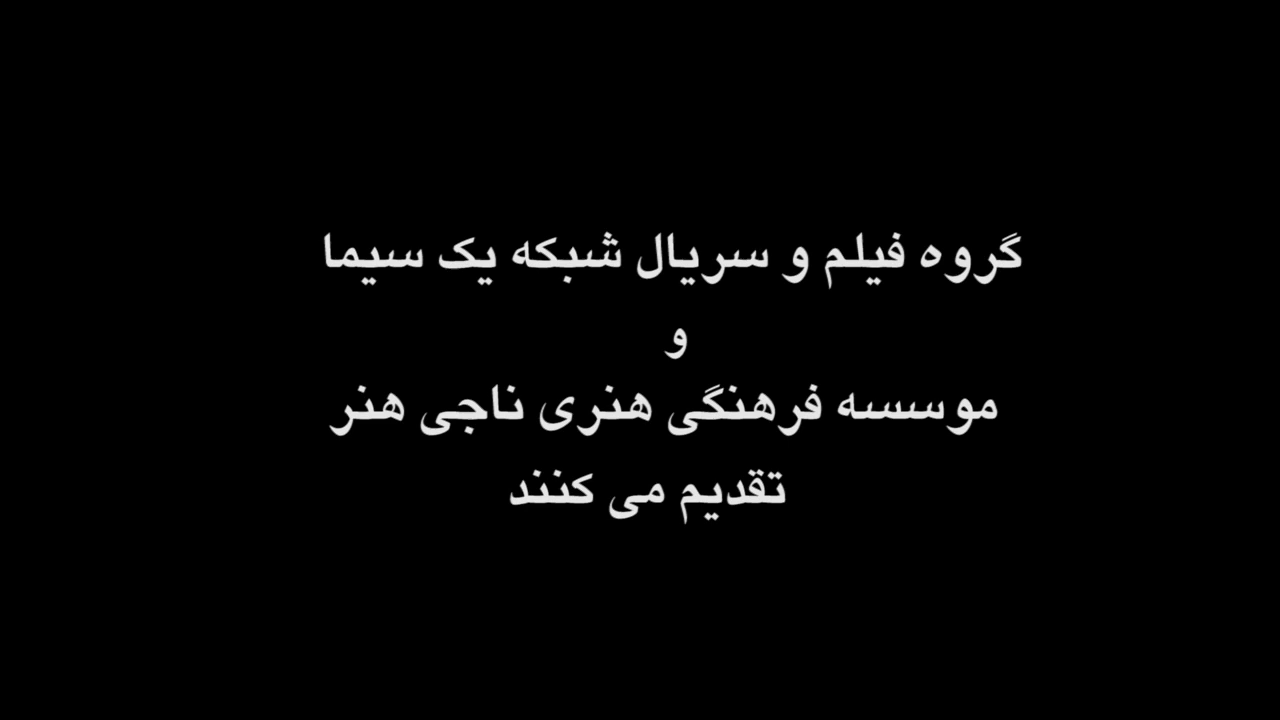 گروه فیلم و سریال شبکه یک سیما
و
موسسه فرهنگی هنری ناجی هنر
تقدیم می کنند